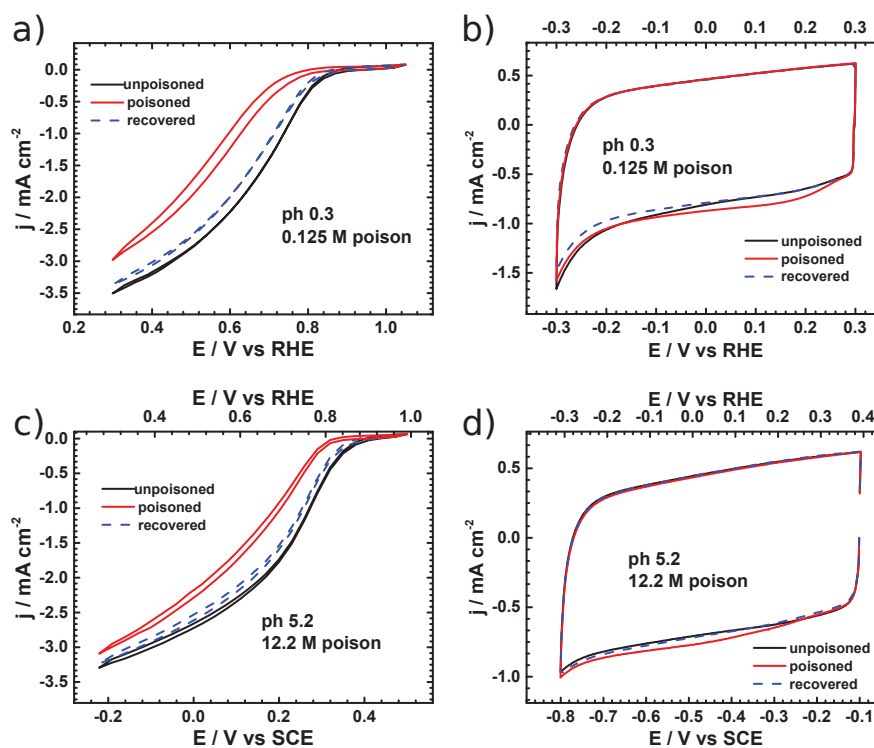 a)
0.0
-0.5
-1.0
-1.5
-2.0
-2.5
-3.0
-3.5
j / mA cm⁻²
unpoisoned
poisoned
recovered
ph 0.3
0.125 M poison
0.2 0.4 0.6 0.8 1.0
E / V vs RHE
b)
-0.3 -0.2 -0.1 0.0 0.1 0.2 0.3
0.5
0.0
-0.5
-1.0
-1.5
j / mA cm⁻²
ph 0.3
0.125 M poison
unpoisoned
poisoned
recovered
-0.3 -0.2 -0.1 0.0 0.1 0.2 0.3
E / V vs RHE
c)
E / V vs RHE
0.4 0.6 0.8 1.0
0.0
-0.5
-1.0
-1.5
-2.0
-2.5
-3.0
-3.5
j / mA cm⁻²
unpoisoned
poisoned
recovered
ph 5.2
12.2 M poison
-0.2 0.0 0.2 0.4
E / V vs SCE
d)
E / V vs RHE
-0.3 -0.2 -0.1 0.0 0.1 0.2 0.3 0.4
0.5
0.0
-0.5
-1.0
j / mA cm⁻²
ph 5.2
12.2 M poison
unpoisoned
poisoned
recovered
-0.8 -0.7 -0.6 -0.5 -0.4 -0.3 -0.2 -0.1
E / V vs SCE